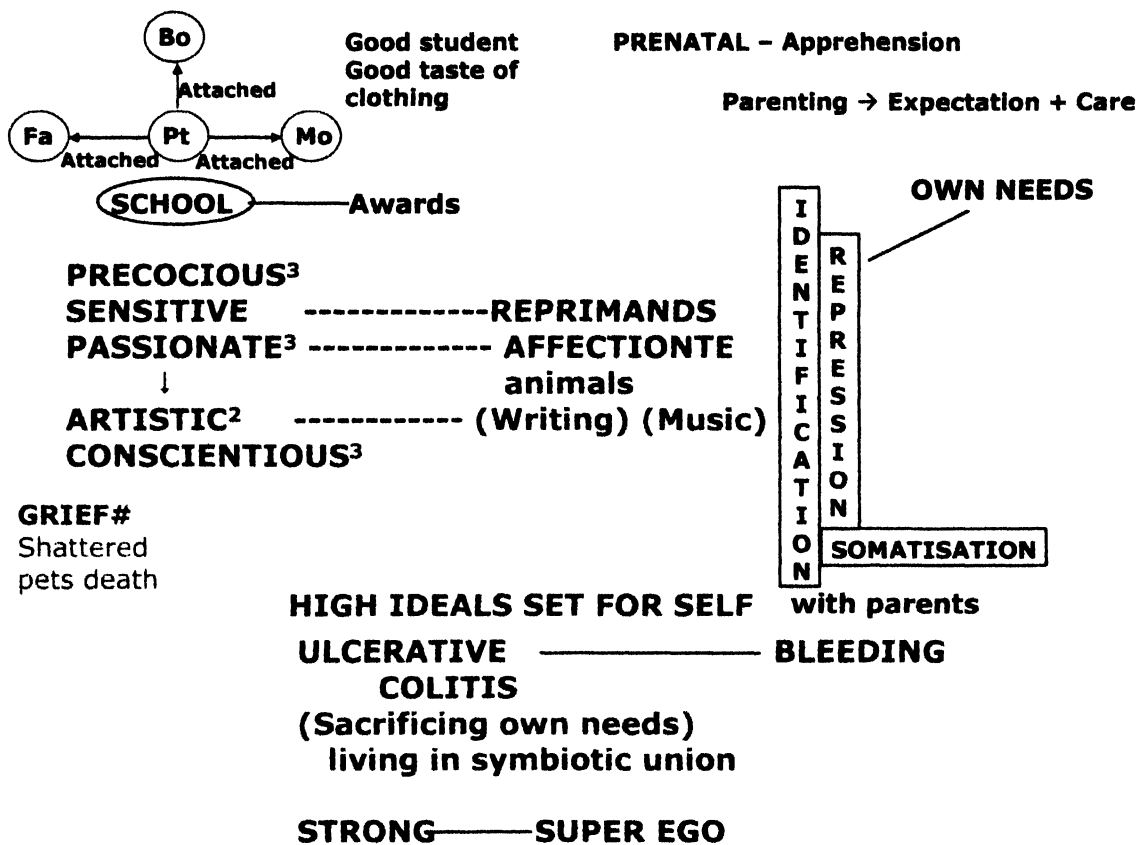 Bo
Good student
Good taste of
clothing
PRENATAL – Apprehension
Attached
Parenting → Expectation + Care
Fa
Pt
Mo
Attached
Attached
SCHOOL
Awards
OWN NEEDS
IDENTIFICATION
REPRESSION
PRECOCIOUS³
SENSITIVE -------------REPRIMANDS
PASSIONATE³ ------------- AFFECTIONTE
↓
animals
ARTISTIC² ------------ (Writing) (Music)
CONSCIENTIOUS³
GRIEF#
Shattered
pets death
SOMATISATION
HIGH IDEALS SET FOR SELF
with parents
ULCERATIVE
COLITIS
BLEEDING
(Sacrificing own needs)
living in symbiotic union
STRONG
SUPER EGO